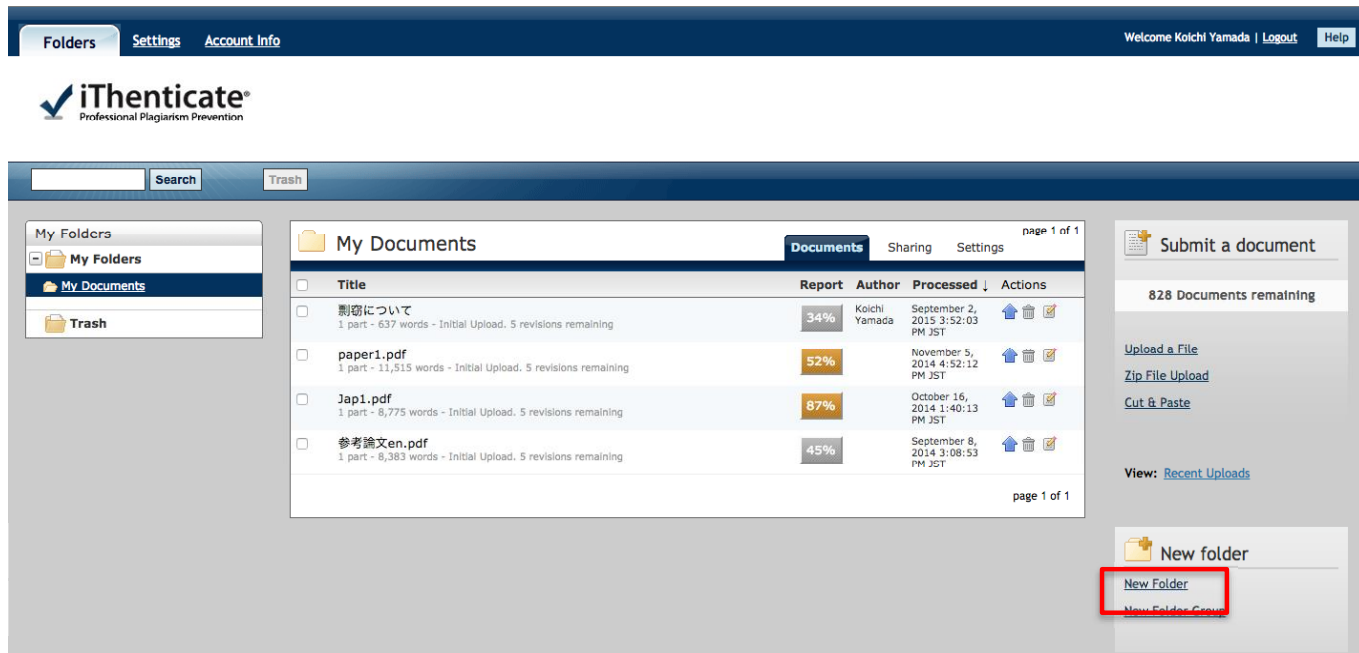 Folders Settings Account Info Welcome Koichi Yamada | Logout Help
iThenticate®
Professional Plagiarism Prevention
Search Trash
My Folders
My Folders
My Documents
Trash
My Documents
page 1 of 1
Documents Sharing Settings
Title Report Author Processed ↓ Actions
剽窃について
1 part - 637 words - Initial Upload. 5 revisions remaining
34%
Koichi
Yamada
September 2,
2015 3:52:03
PM JST
paper1.pdf
1 part - 11,515 words - Initial Upload. 5 revisions remaining
52%
November 5,
2014 4:52:12
PM JST
Jap1.pdf
1 part - 8,775 words - Initial Upload. 5 revisions remaining
87%
October 16,
2014 1:40:13
PM JST
参考論文en.pdf
1 part - 8,383 words - Initial Upload. 5 revisions remaining
45%
September 8,
2014 3:08:53
PM JST
page 1 of 1
Submit a document
828 Documents remaining
Upload a File
Zip File Upload
Cut & Paste
View: Recent Uploads
New folder
New Folder
New Folder Group